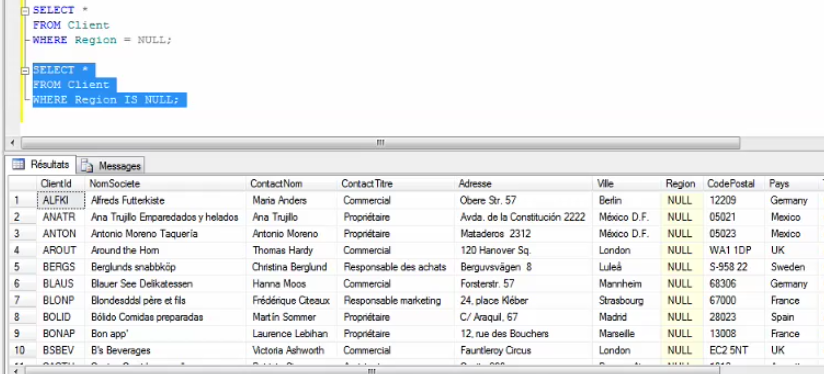 SELECT *
FROM Client
WHERE Region = NULL;
SELECT *
FROM Client
WHERE Region IS NULL;
Résultats Messages
ClientId NomSociete ContactNom ContactTitre Adresse Ville Region CodePostal Pays
1 ALFKI Alfreds Futterkiste Maria Anders Commercial Obere Str. 57 Berlin NULL 12209 Germany
2 ANATR Ana Trujillo Emparedados y helados Ana Trujillo Propriétaire Avda. de la Constitución 2222 México D.F. NULL 05021 Mexico
3 ANTON Antonio Moreno Taquería Antonio Moreno Propriétaire Mataderos 2312 México D.F. NULL 05023 Mexico
4 AROUT Around the Horn Thomas Hardy Commercial 120 Hanover Sq. London NULL WA1 1DP UK
5 BERGS Berglunds snabbköp Christina Berglund Responsable des achats Berguvsvägen 8 Luleå NULL S-958 22 Sweden
6 BLAUS Blauer See Delikatessen Hanna Moos Commercial Forsterstr. 57 Mannheim NULL 68306 Germany
7 BLONP Blondesddsl père et fils Frédérique Citeaux Responsable marketing 24, place Kléber Strasbourg NULL 67000 France
8 BOLID Bólido Comidas preparadas Martín Sommer Propriétaire C/ Araquil, 67 Madrid NULL 28023 Spain
9 BONAP Bon app' Laurence Lebihan Propriétaire 12, rue des Bouchers Marseille NULL 13008 France
10 BSBEV B's Beverages Victoria Ashworth Commercial Fauntleroy Circus London NULL EC2 5NT UK